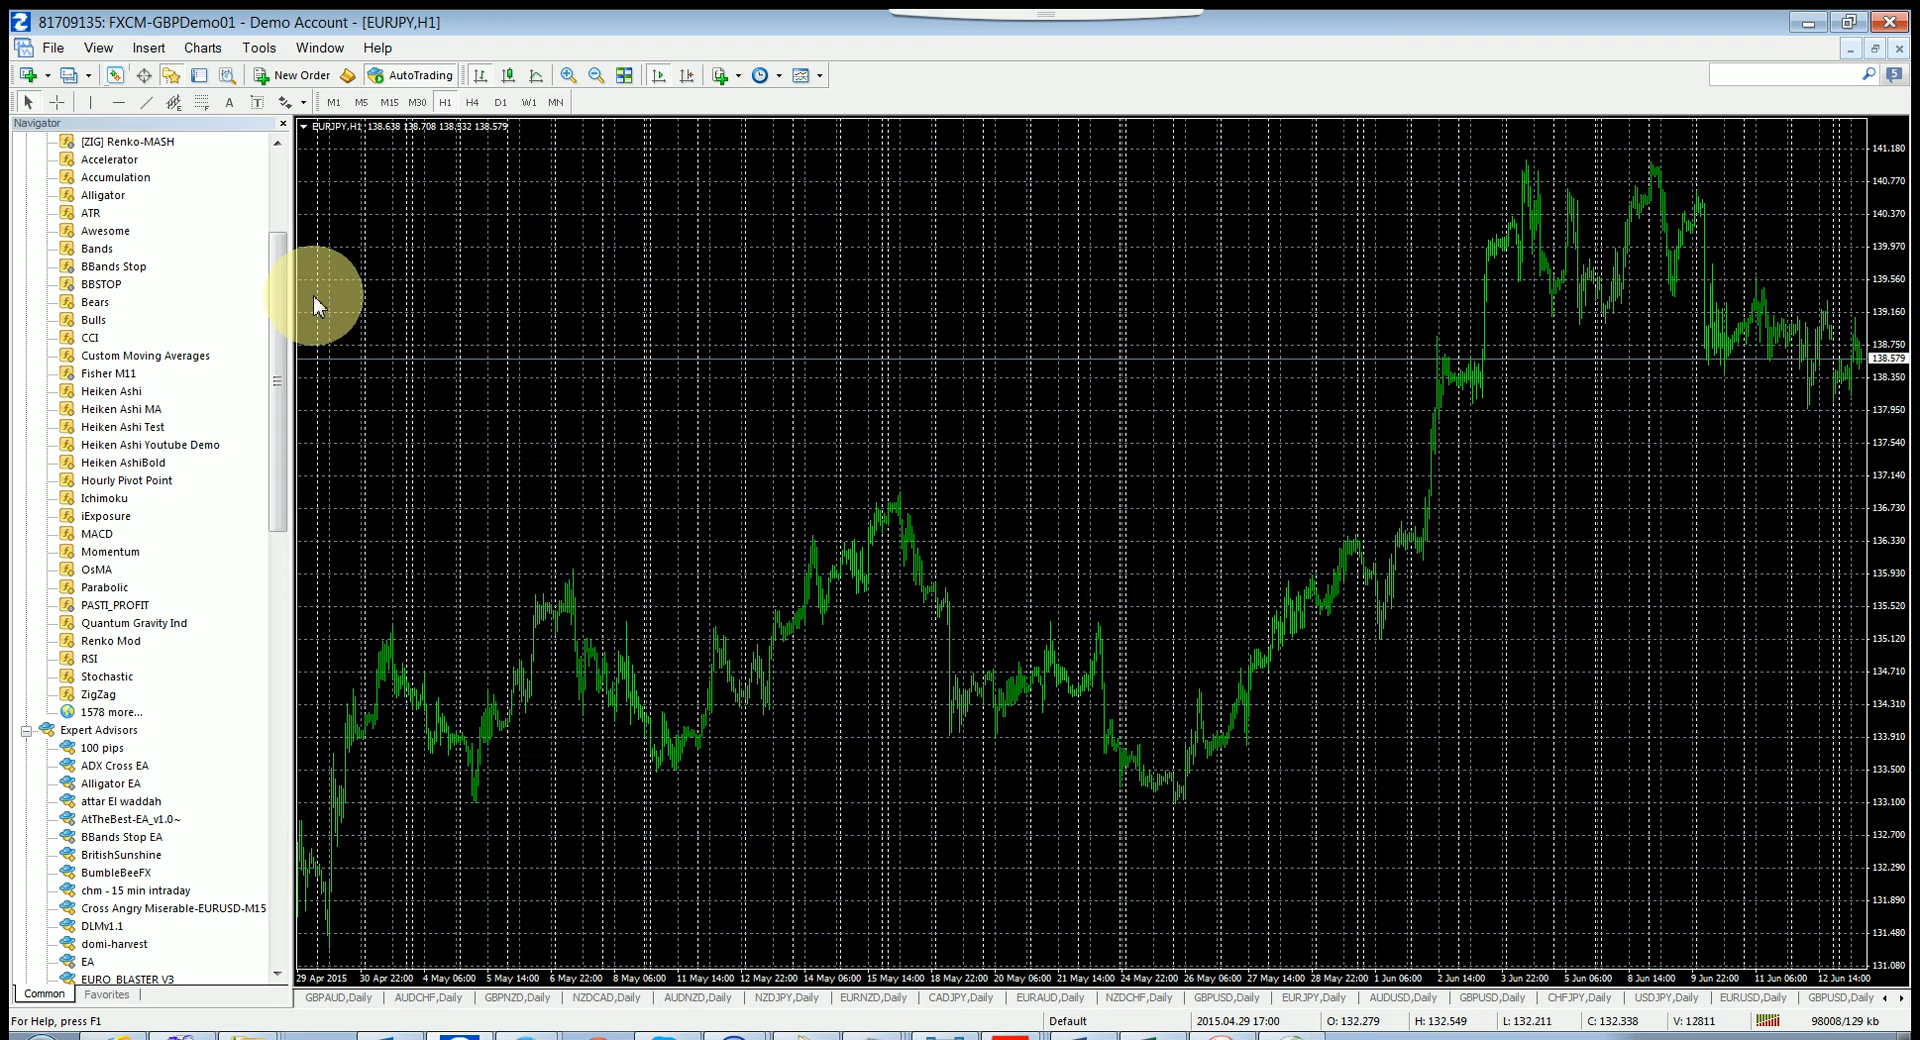 81709135: FXCM-GBPDemo01 - Demo Account - [EURJPY,H1]
File View Insert Charts Tools Window Help
New Order AutoTrading 5
A T M1 M5 M15 M30 H1 H4 D1 W1 MN
Navigator
EURJPY,H1 138.638 138.708 138.532 138.579
[ZIG] Renko-MASH
Accelerator
Accumulation
Alligator
ATR
Awesome
Bands
BBands Stop
BBSTOP
Bears
Bulls
CCI
Custom Moving Averages
Fisher M11
Heiken Ashi
Heiken Ashi MA
Heiken Ashi Test
Heiken Ashi Youtube Demo
Heiken AshiBold
Hourly Pivot Point
Ichimoku
iExposure
MACD
Momentum
OsMA
Parabolic
PASTI_PROFIT
Quantum Gravity Ind
Renko Mod
RSI
Stochastic
ZigZag
1578 more...
Expert Advisors
100 pips
ADX Cross EA
Alligator EA
attar El waddah
AtTheBest-EA_v1.0~
BBands Stop EA
BritishSunshine
BumbleBeeFX
chm - 15 min intraday
Cross Angry Miserable-EURUSD-M15
DLMv1.1
domi-harvest
EA
EURO_BLASTER V3
Common Favorites
141.180
140.770
140.370
139.970
139.560
139.160
138.750
138.579
138.350
137.950
137.540
137.140
136.730
136.330
135.930
135.520
135.120
134.710
134.310
133.910
133.500
133.100
132.700
132.290
131.890
131.480
131.080
29 Apr 2015 30 Apr 22:00 4 May 06:00 5 May 14:00 6 May 22:00 8 May 06:00 11 May 14:00 12 May 22:00 14 May 06:00 15 May 14:00 18 May 22:00 20 May 06:00 21 May 14:00 24 May 22:00 26 May 06:00 27 May 14:00 28 May 22:00 1 Jun 06:00 2 Jun 14:00 3 Jun 22:00 5 Jun 06:00 8 Jun 14:00 9 Jun 22:00 11 Jun 06:00 12 Jun 14:00
GBPAUD,Daily AUDCHF,Daily GBPNZD,Daily NZDCAD,Daily AUDNZD,Daily NZDJPY,Daily EURNZD,Daily CADJPY,Daily EURAUD,Daily NZDCHF,Daily GBPUSD,Daily EURJPY,Daily AUDUSD,Daily GBPUSD,Daily CHFJPY,Daily USDJPY,Daily EURUSD,Daily GBPUSD,Daily
For Help, press F1 Default 2015.04.29 17:00 O: 132.279 H: 132.549 L: 132.211 C: 132.338 V: 12811 98008/129 kb